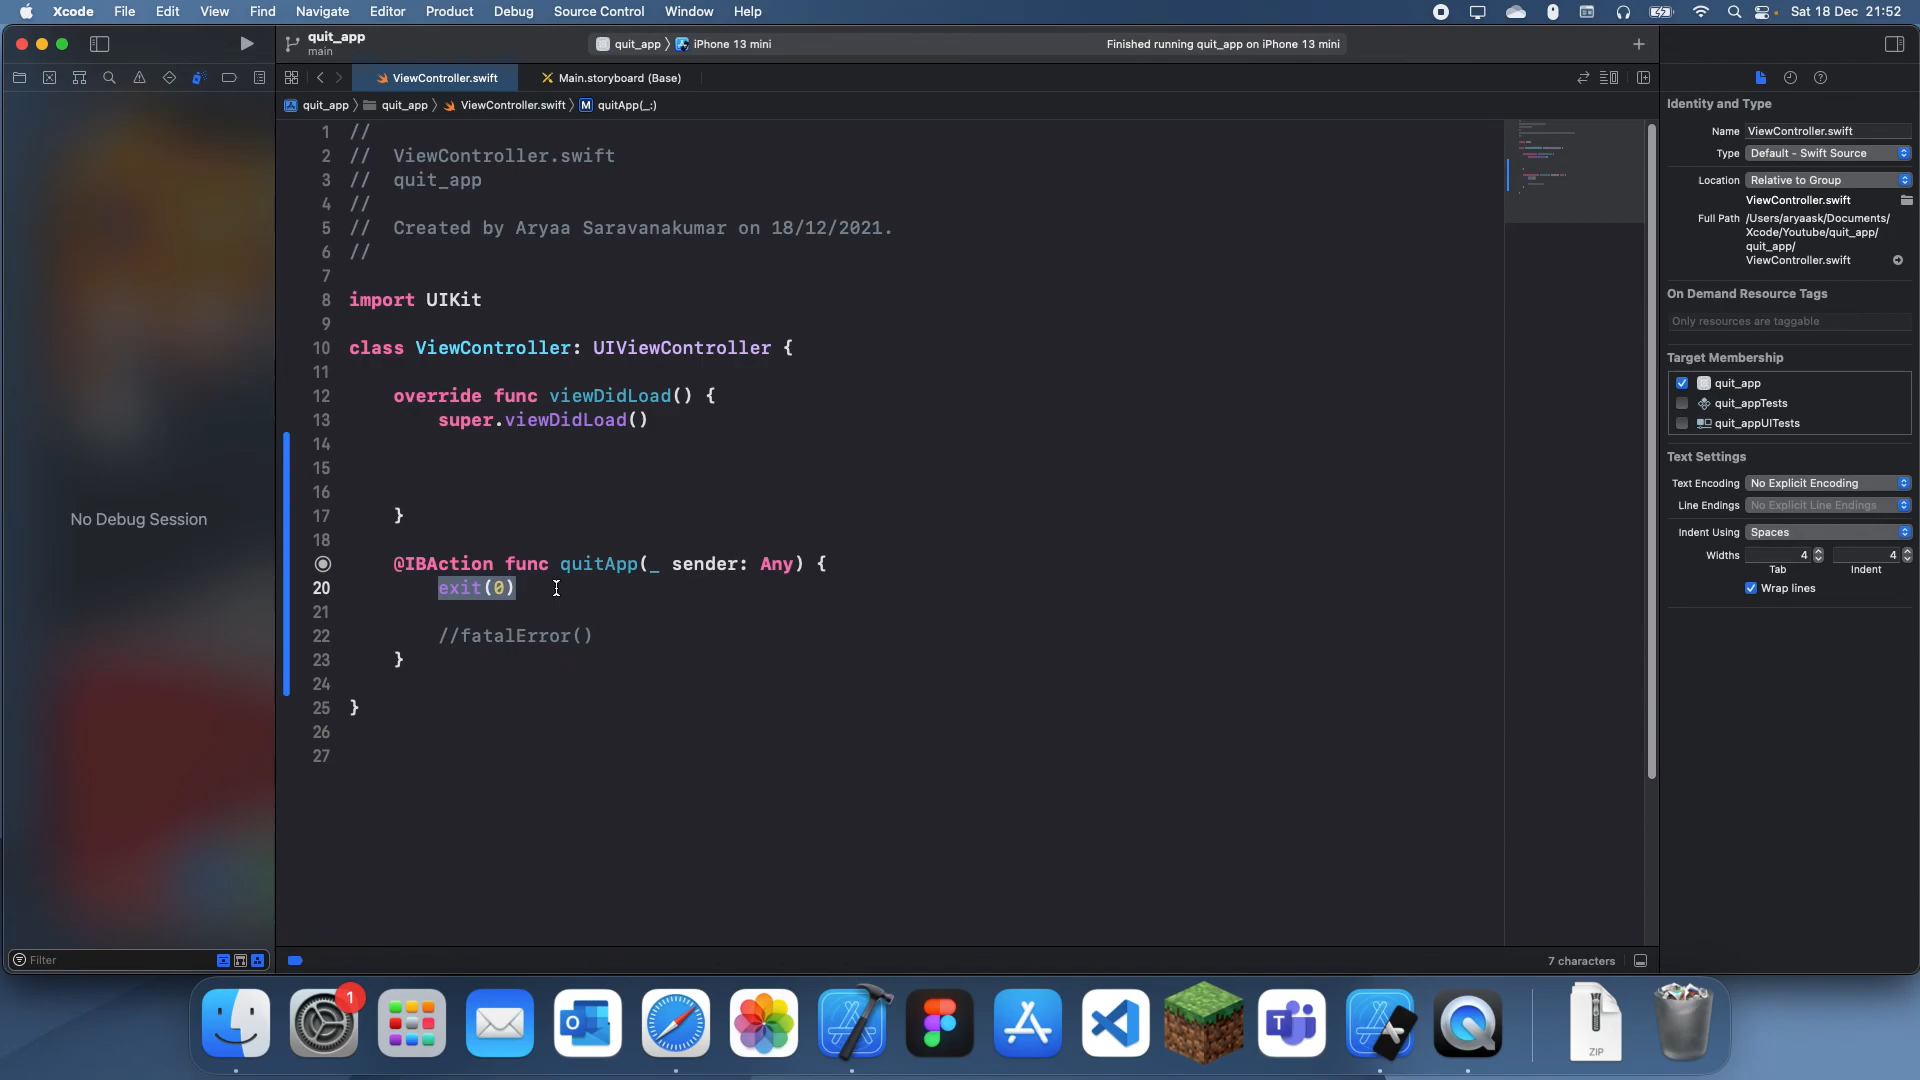 Xcode File Edit View Find Navigate Editor Product Debug Source Control Window Help Sat 18 Dec 21:52
quit_app
main
quit_app iPhone 13 mini
Finished running quit_app on iPhone 13 mini
ViewController.swift
Main.storyboard (Base)
quit_app quit_app ViewController.swift M quitApp(_:)
1 //
2 //  ViewController.swift
3 //  quit_app
4 //
5 //  Created by Aryaa Saravanakumar on 18/12/2021.
6 //
7
8 import UIKit
9
10 class ViewController: UIViewController {
11
12     override func viewDidLoad() {
13         super.viewDidLoad()
14
15
16
17     }
18
@IBAction func quitApp(_ sender: Any) {
20         exit(0)
21
22         //fatalError()
23     }
24
25 }
26
27
No Debug Session
Filter
7 characters
Identity and Type
Name ViewController.swift
Type Default - Swift Source
Location Relative to Group
ViewController.swift
Full Path /Users/aryaask/Documents/
Xcode/Youtube/quit_app/
quit_app/
ViewController.swift
On Demand Resource Tags
Only resources are taggable
Target Membership
quit_app
quit_appTests
quit_appUITests
Text Settings
Text Encoding No Explicit Encoding
Line Endings No Explicit Line Endings
Indent Using Spaces
Widths 4 4
Tab Indent
Wrap lines
1
ZIP